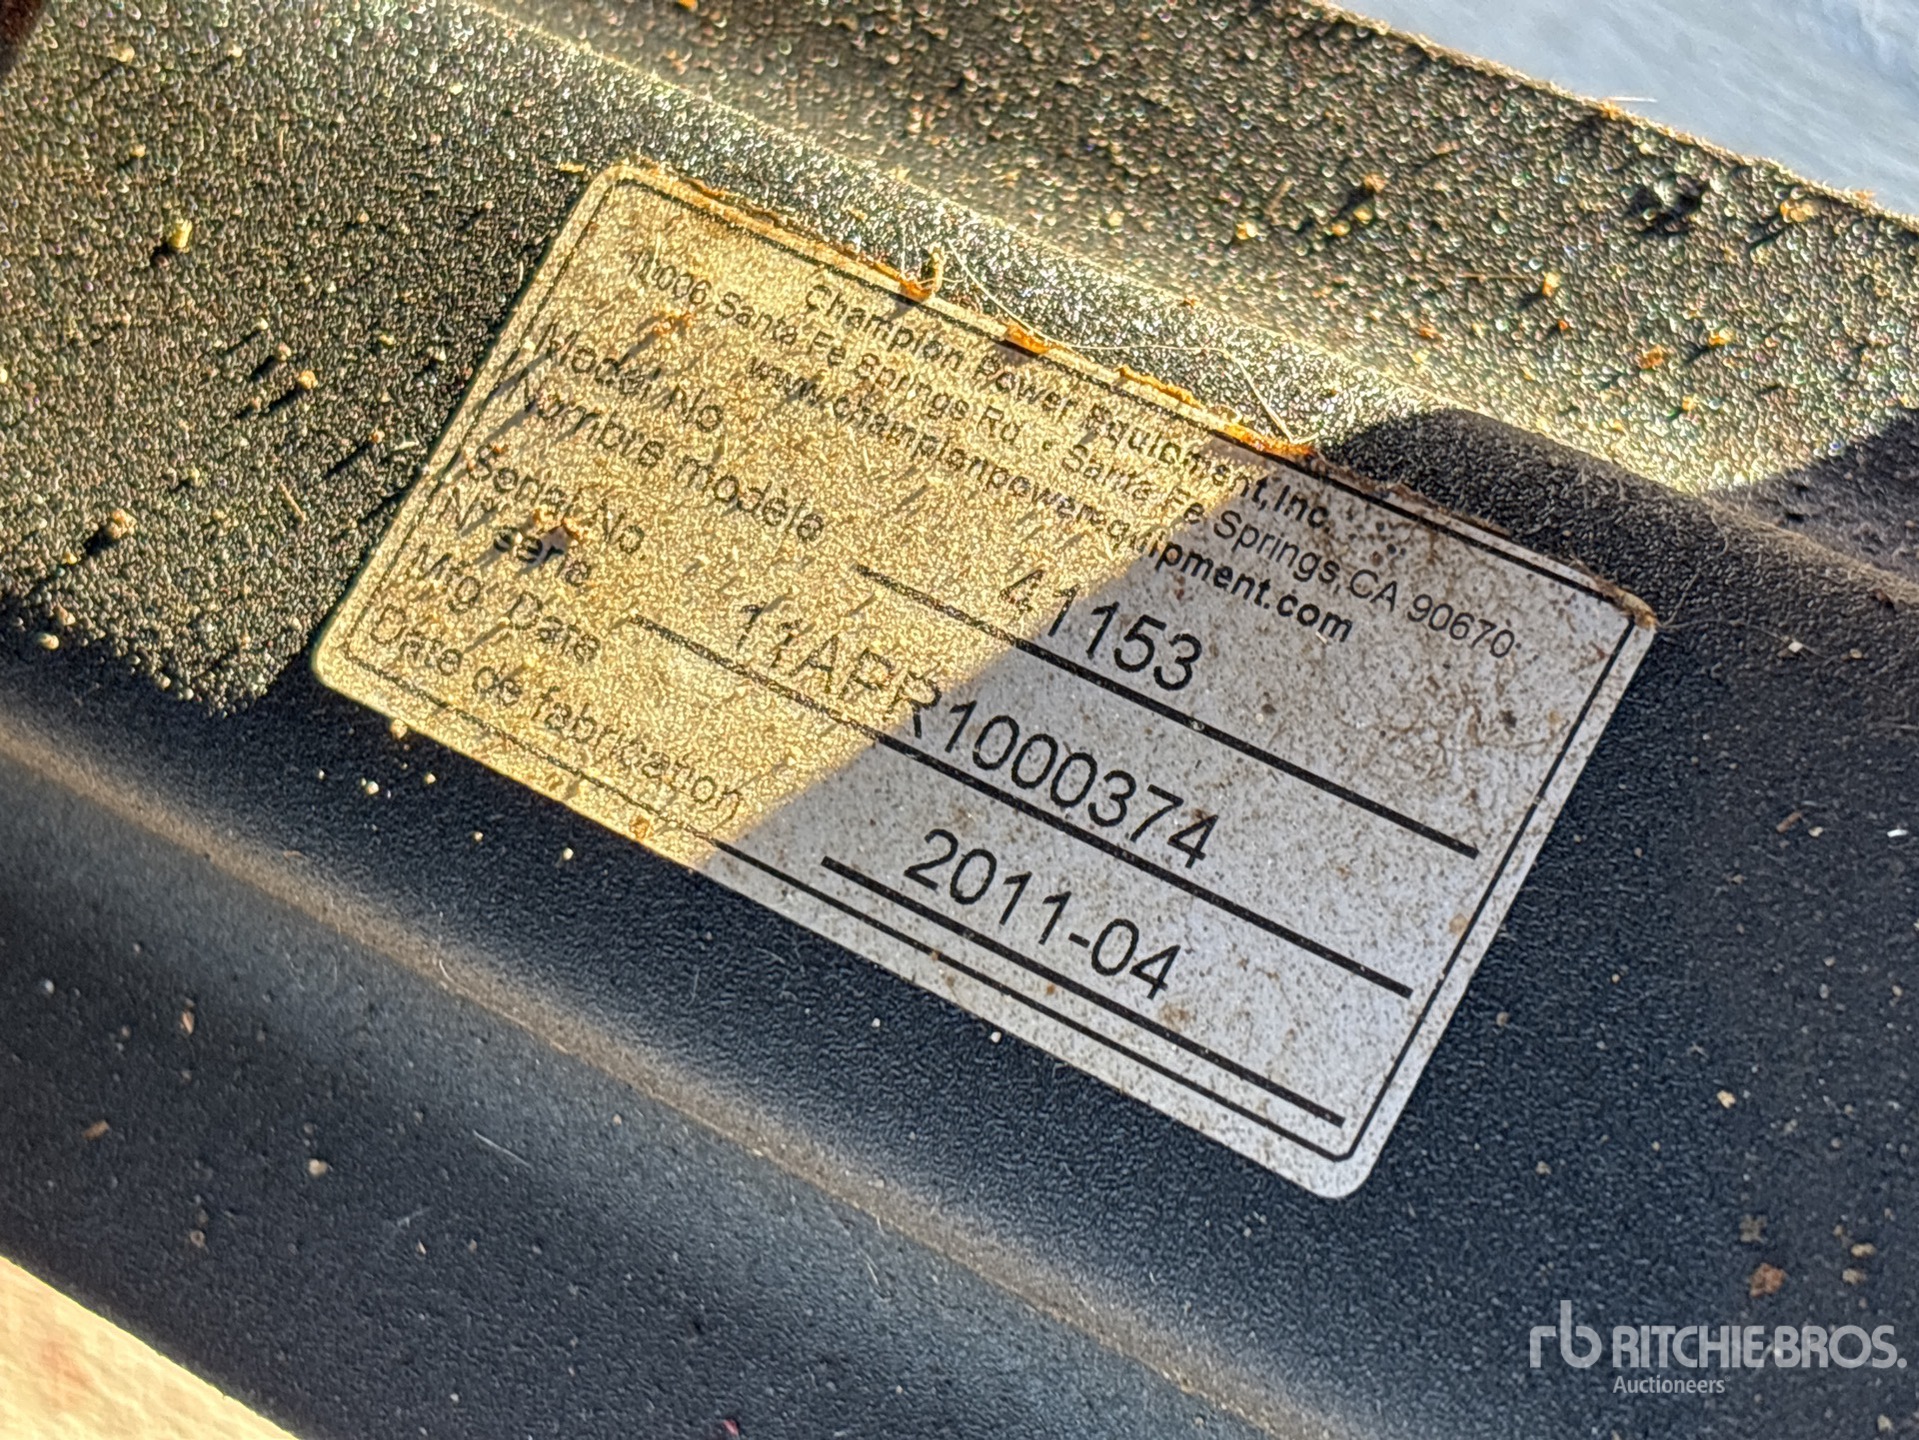 Champion Power Equipment, Inc.
Santa Fe Springs Rd. • Santa Fe Springs, CA 90670
www.championpowerequipment.com
Model No.
Nombre modèle 41153
Serial No.
N° série 11APR1000374
Mfg. Date
Date de fabrication 2011-04
rb RITCHIE BROS.
Auctioneers